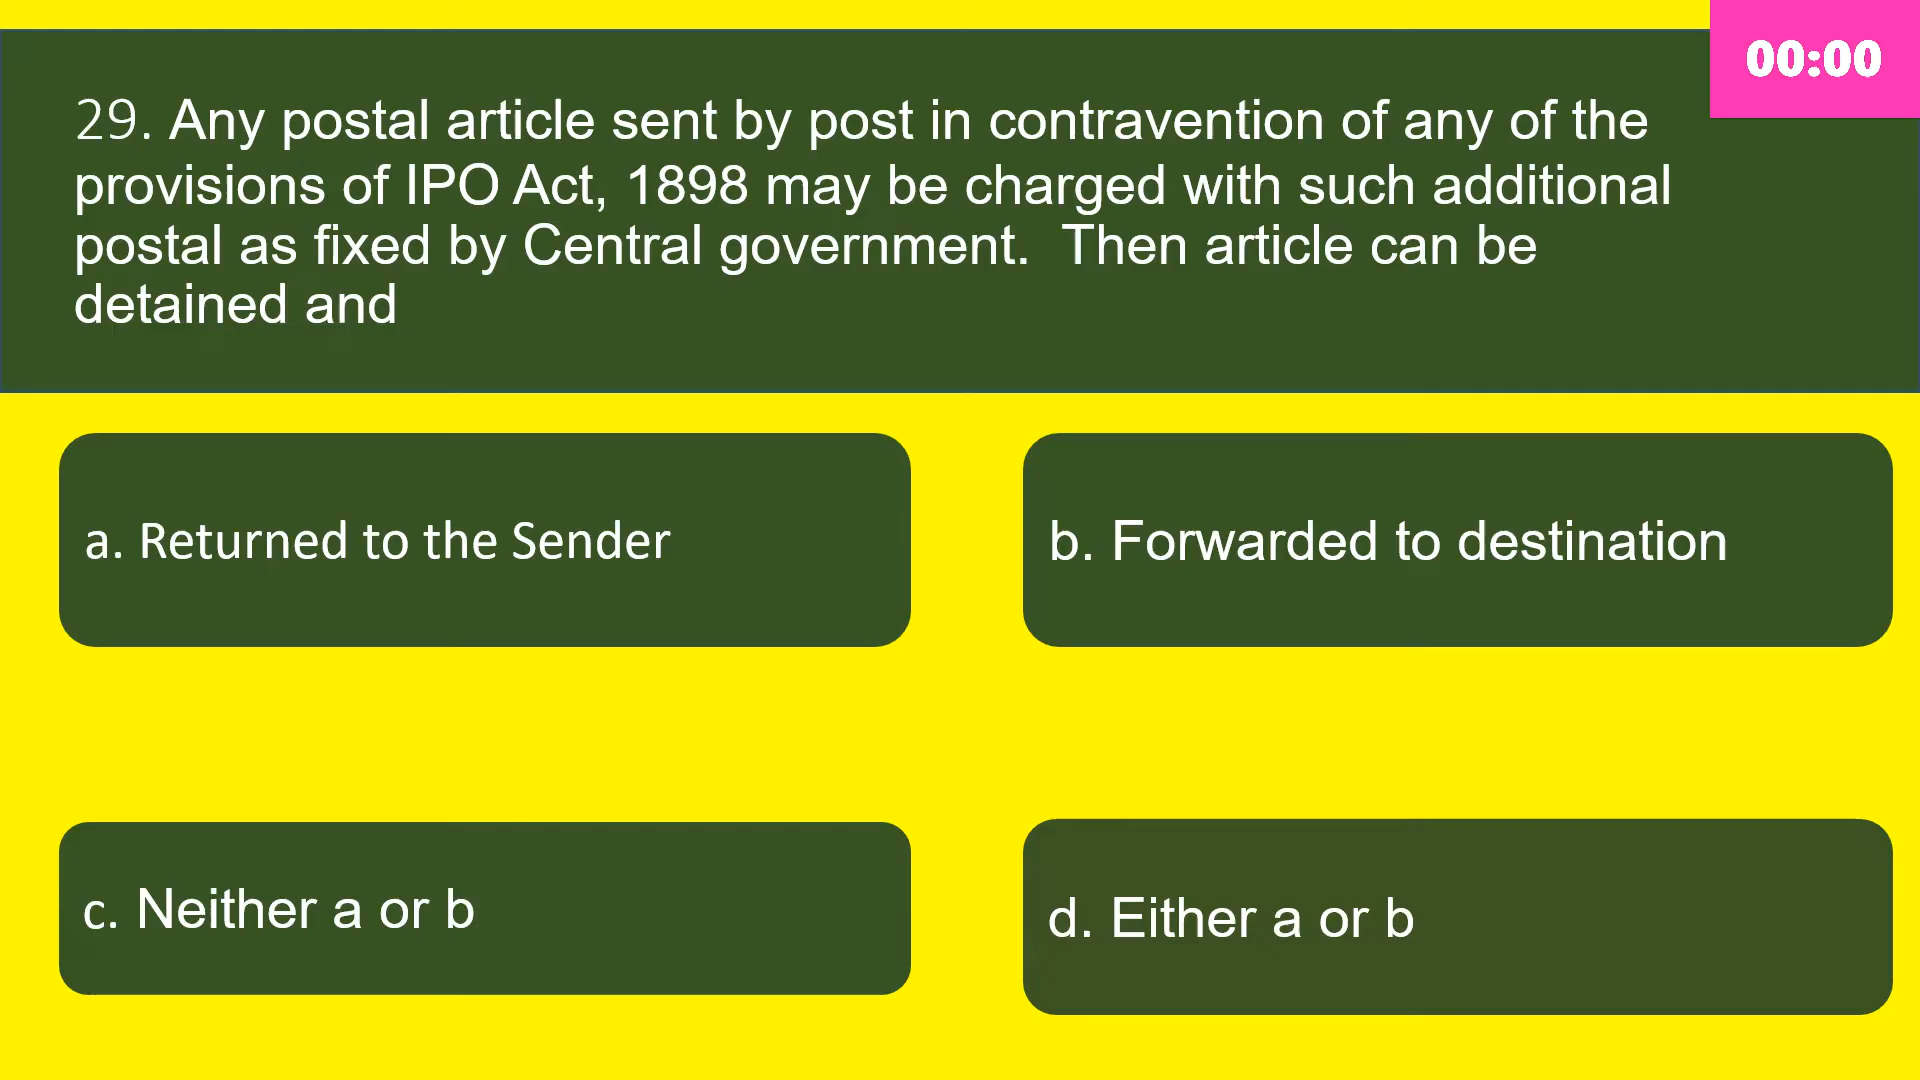 00:00
29. Any postal article sent by post in contravention of any of the
provisions of IPO Act, 1898 may be charged with such additional
postal as fixed by Central government.  Then article can be
detained and
a. Returned to the Sender
b. Forwarded to destination
c. Neither a or b
d. Either a or b